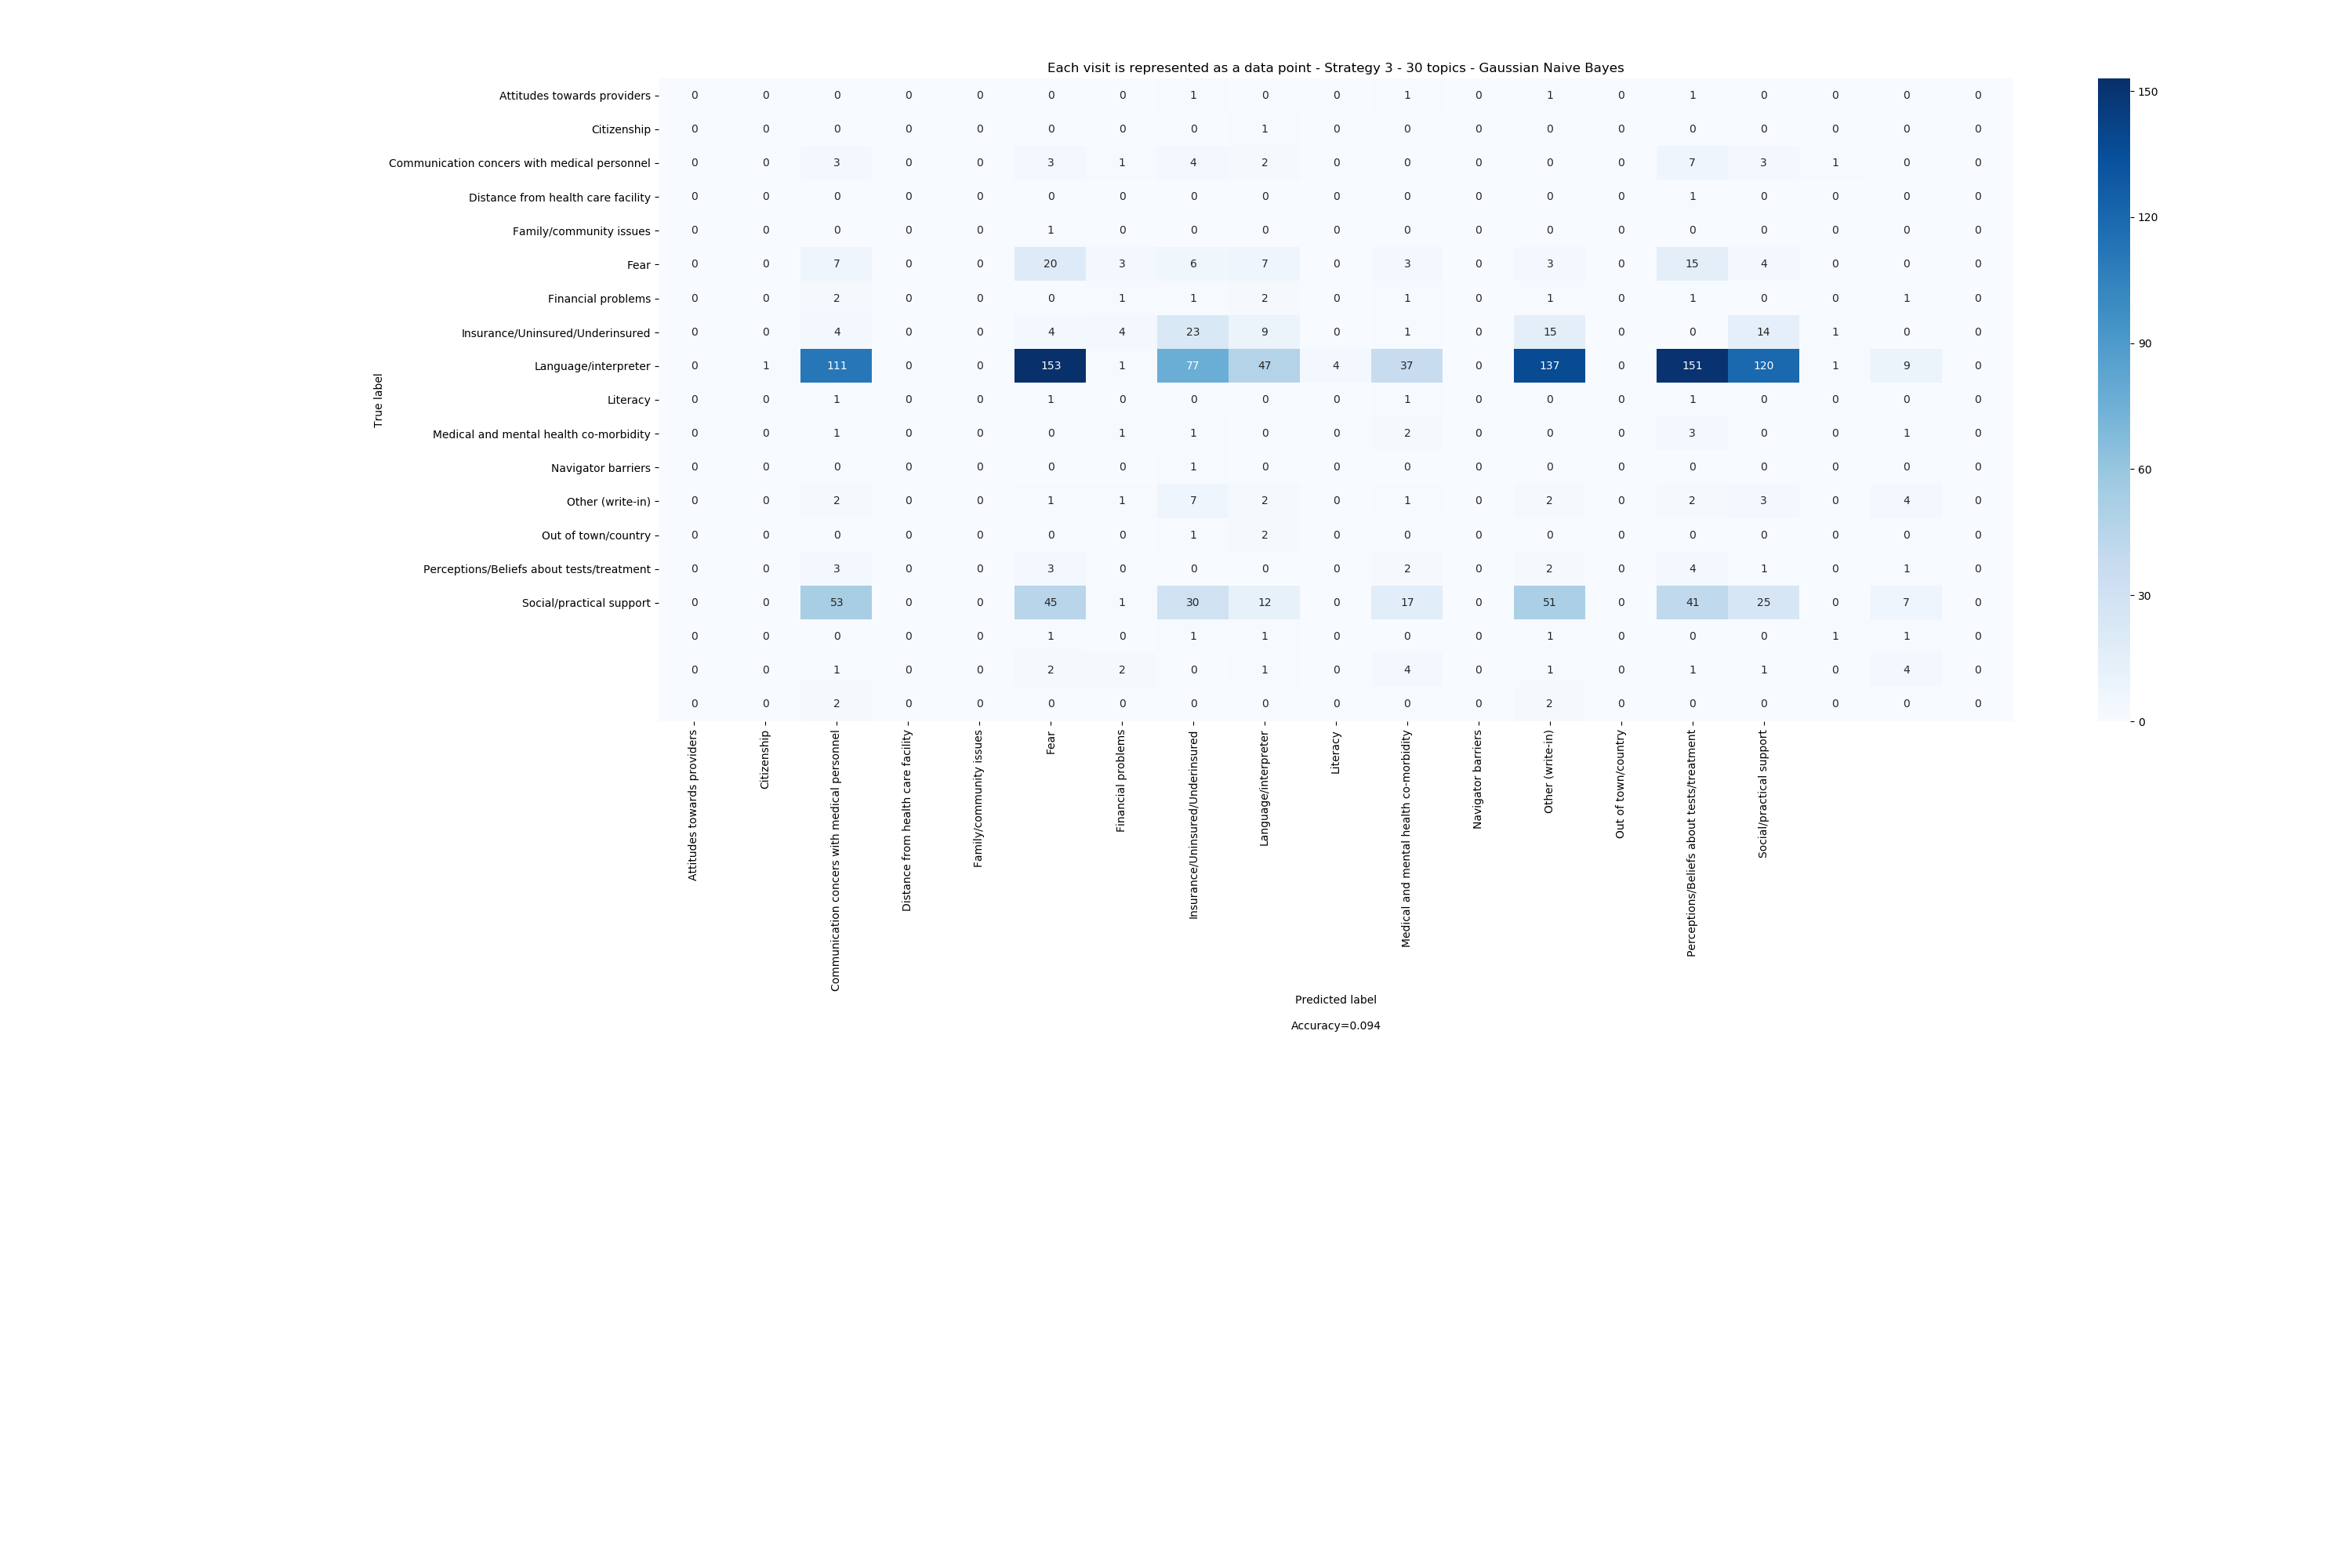 Each visit is represented as a data point - Strategy 3 - 30 topics - Gaussian Naive Bayes
Attitudes towards providers 0 0 0 0 0 0 0 1 0 0 1 0 1 0 1 0 0 0 0
Citizenship 0 0 0 0 0 0 0 0 1 0 0 0 0 0 0 0 0 0 0
Communication concers with medical personnel 0 0 3 0 0 3 1 4 2 0 0 0 0 0 7 3 1 0 0
Distance from health care facility 0 0 0 0 0 0 0 0 0 0 0 0 0 0 1 0 0 0 0
Family/community issues 0 0 0 0 0 1 0 0 0 0 0 0 0 0 0 0 0 0 0
Fear 0 0 7 0 0 20 3 6 7 0 3 0 3 0 15 4 0 0 0
Financial problems 0 0 2 0 0 0 1 1 2 0 1 0 1 0 1 0 0 1 0
Insurance/Uninsured/Underinsured 0 0 4 0 0 4 4 23 9 0 1 0 15 0 0 14 1 0 0
Language/interpreter 0 1 111 0 0 153 1 77 47 4 37 0 137 0 151 120 1 9 0
Literacy 0 0 1 0 0 1 0 0 0 0 1 0 0 0 1 0 0 0 0
Medical and mental health co-morbidity 0 0 1 0 0 0 1 1 0 0 2 0 0 0 3 0 0 1 0
Navigator barriers 0 0 0 0 0 0 0 1 0 0 0 0 0 0 0 0 0 0 0
Other (write-in) 0 0 2 0 0 1 1 7 2 0 1 0 2 0 2 3 0 4 0
Out of town/country 0 0 0 0 0 0 0 1 2 0 0 0 0 0 0 0 0 0 0
Perceptions/Beliefs about tests/treatment 0 0 3 0 0 3 0 0 0 0 2 0 2 0 4 1 0 1 0
Social/practical support 0 0 53 0 0 45 1 30 12 0 17 0 51 0 41 25 0 7 0
0 0 0 0 0 1 0 1 1 0 0 0 1 0 0 0 1 1 0
0 0 1 0 0 2 2 0 1 0 4 0 1 0 1 1 0 4 0
0 0 2 0 0 0 0 0 0 0 0 0 2 0 0 0 0 0 0
True label
Attitudes towards providers
Citizenship
Communication concers with medical personnel
Distance from health care facility
Family/community issues
Fear
Financial problems
Insurance/Uninsured/Underinsured
Language/interpreter
Literacy
Medical and mental health co-morbidity
Navigator barriers
Other (write-in)
Out of town/country
Perceptions/Beliefs about tests/treatment
Social/practical support
Predicted label
Accuracy=0.094
150
120
90
60
30
0